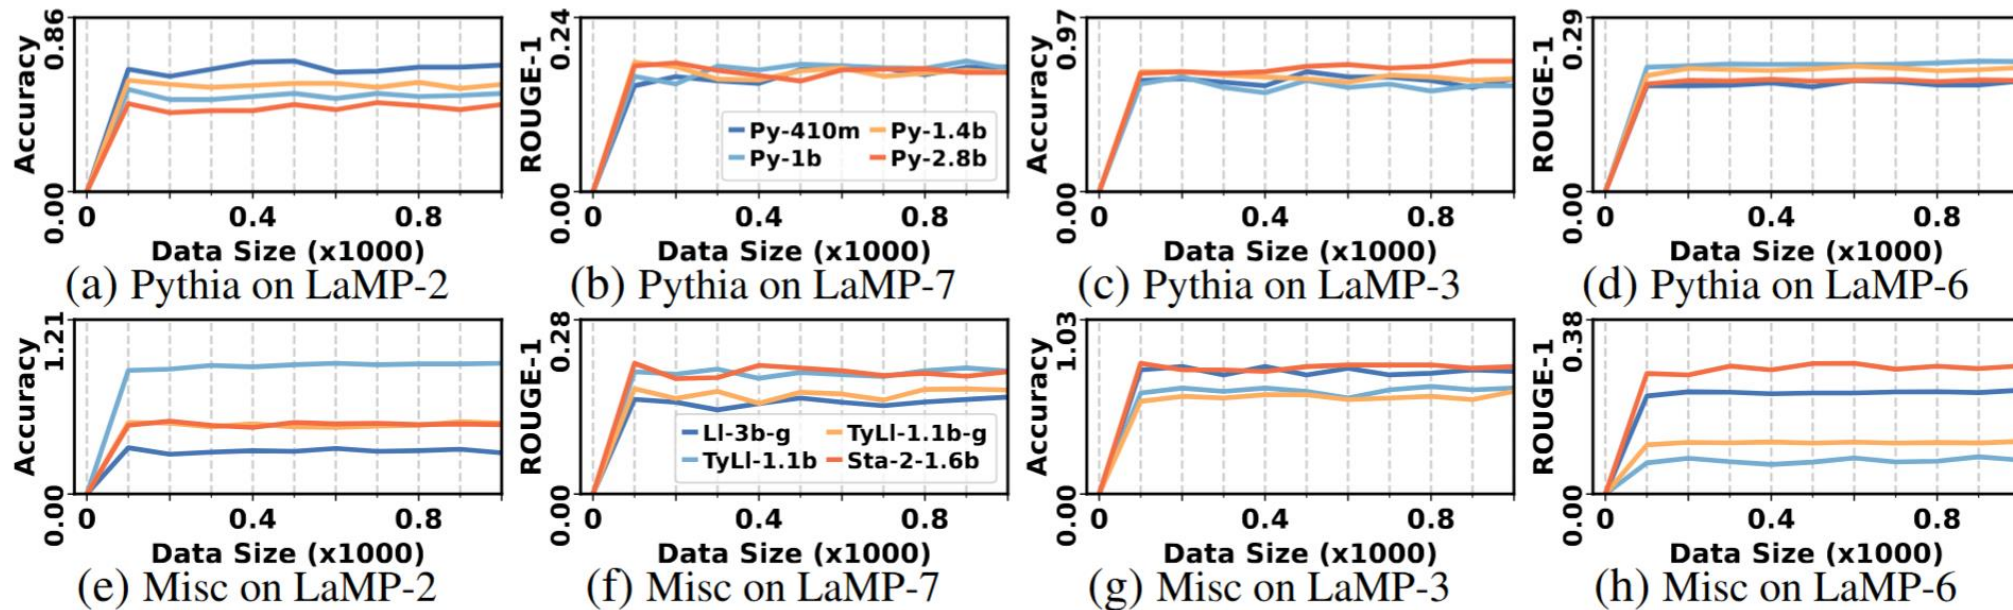 Accuracy
0.86
0.00
0
0.4
0.8
Data Size (x1000)
(a) Pythia on LaMP-2
ROUGE-1
0.24
0.00
Py-410m
Py-1.4b
Py-1b
Py-2.8b
0
0.4
0.8
Data Size (x1000)
(b) Pythia on LaMP-7
Accuracy
0.97
0.00
0
0.4
0.8
Data Size (x1000)
(c) Pythia on LaMP-3
ROUGE-1
0.29
0.00
0
0.4
0.8
Data Size (x1000)
(d) Pythia on LaMP-6
Accuracy
1.21
0.00
0
0.4
0.8
Data Size (x1000)
(e) Misc on LaMP-2
ROUGE-1
0.28
0.00
Ll-3b-g
TyLl-1.1b-g
TyLl-1.1b
Sta-2-1.6b
0
0.4
0.8
Data Size (x1000)
(f) Misc on LaMP-7
Accuracy
1.03
0.00
0
0.4
0.8
Data Size (x1000)
(g) Misc on LaMP-3
ROUGE-1
0.38
0.00
0
0.4
0.8
Data Size (x1000)
(h) Misc on LaMP-6